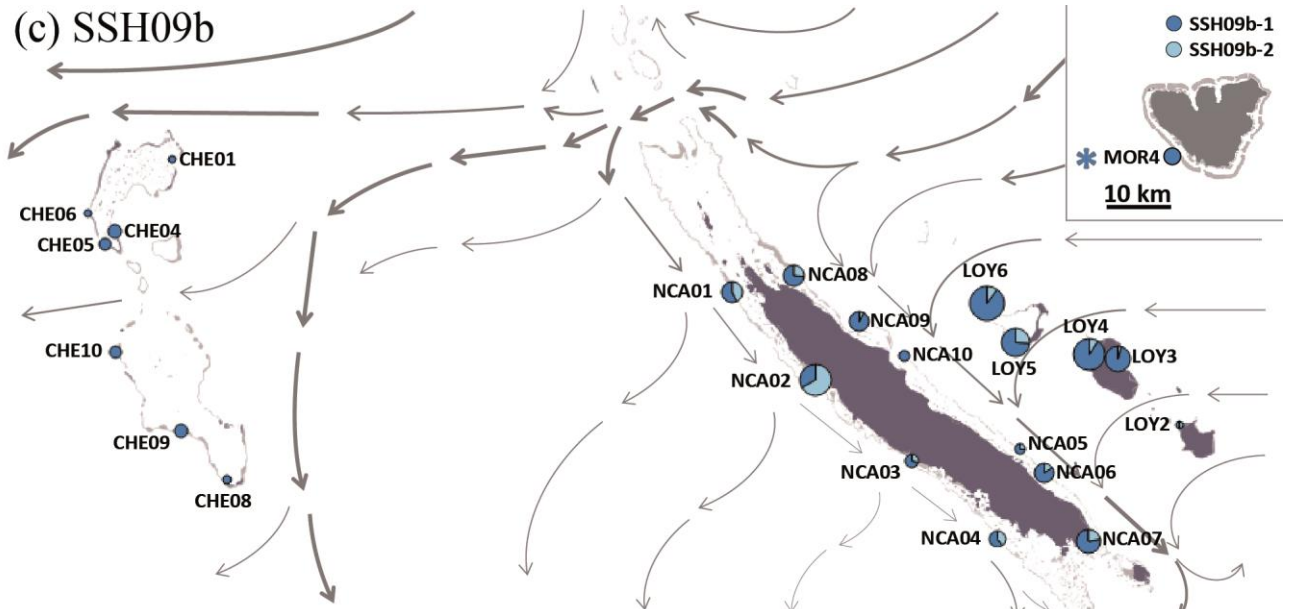 (c) SSH09b
SSH09b-1
SSH09b-2
CHE01
MOR4
10 km
CHE06
CHE04
CHE05
NCA08
LOY6
NCA01
NCA09
LOY4
LOY3
NCA10
LOY5
CHE10
NCA02
LOY2
CHE09
NCA05
NCA03
NCA06
CHE08
NCA04
NCA07